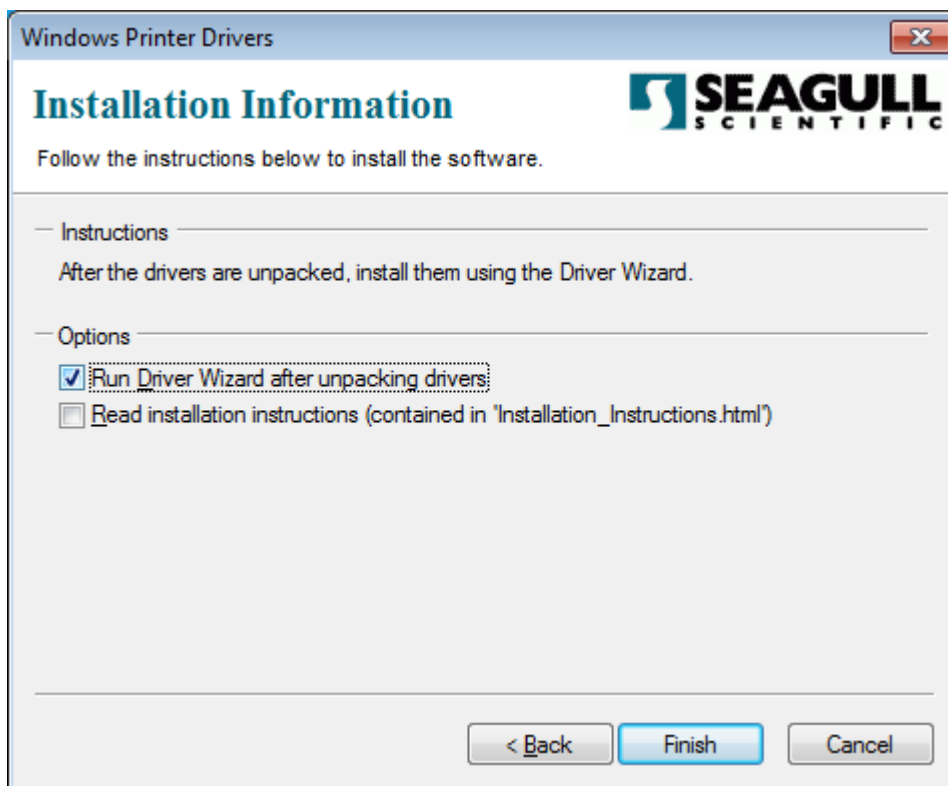 Windows Printer Drivers
Installation Information
SEAGULL
SCIENTIFIC
Follow the instructions below to install the software.
Instructions
After the drivers are unpacked, install them using the Driver Wizard.
Options
Run Driver Wizard after unpacking drivers
Read installation instructions (contained in "Installation_Instructions.html")
< Back
Finish
Cancel